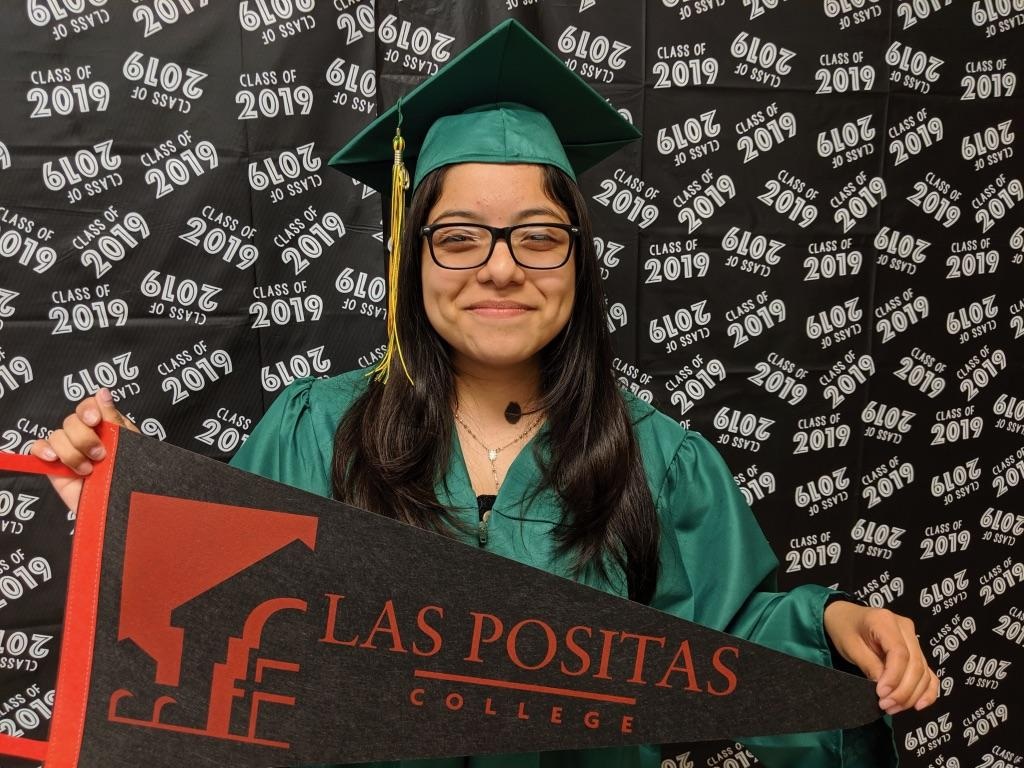 CLASS OF
2019
LAS POSITAS
COLLEGE